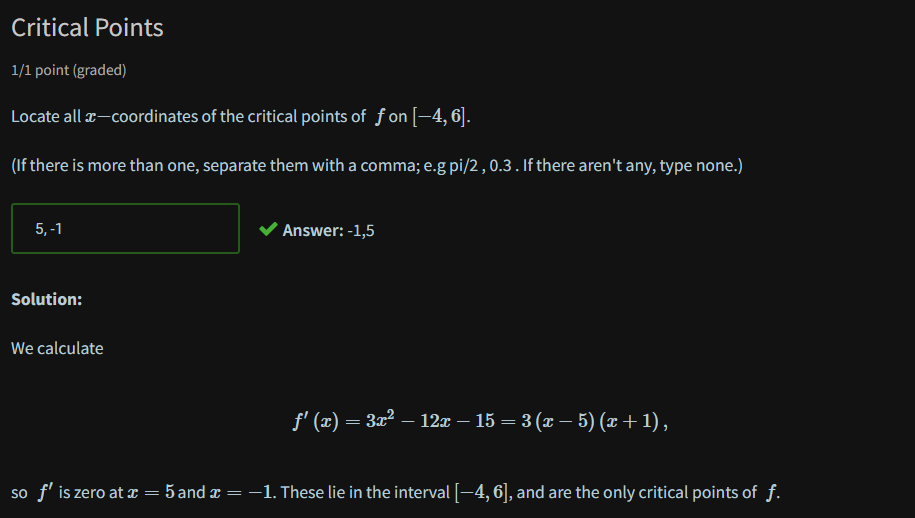 Critical Points
1/1 point (graded)
Locate all x−coordinates of the critical points of f on [−4, 6].
(If there is more than one, separate them with a comma; e.g pi/2 , 0.3 . If there aren't any, type none.)
5, -1
✔ Answer: -1,5
Solution:
We calculate
f′ (x) = 3x² − 12x − 15 = 3 (x − 5) (x + 1) ,
so f′ is zero at x = 5 and x = −1. These lie in the interval [−4, 6], and are the only critical points of f.